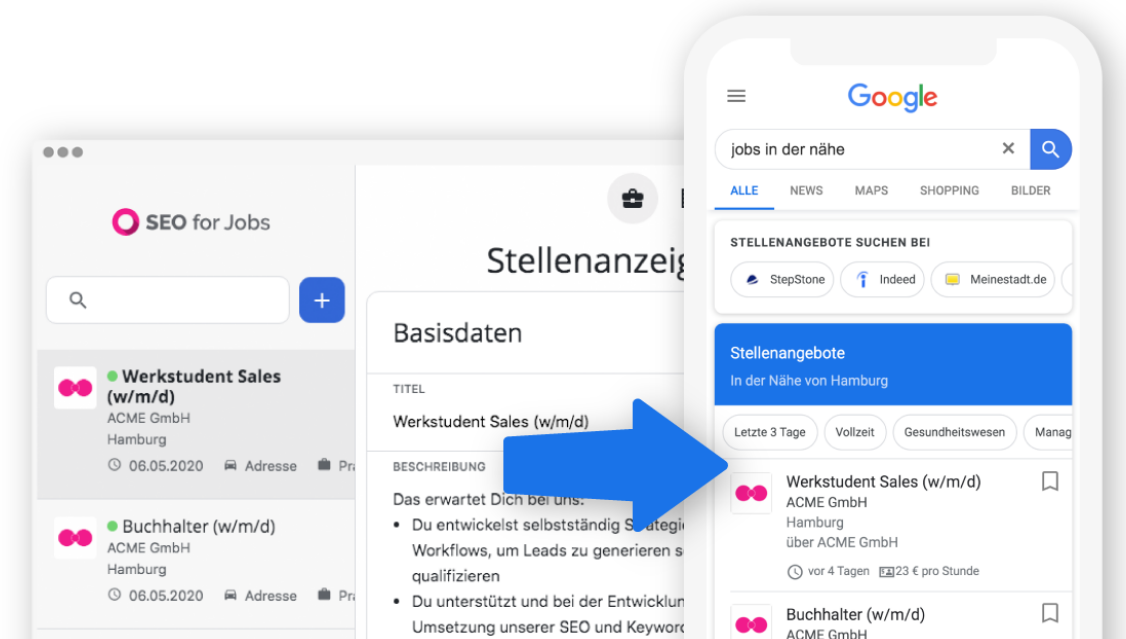 SEO for Jobs
+
Werkstudent Sales
(w/m/d)
ACME GmbH
Hamburg
06.05.2020 Adresse
Buchhalter (w/m/d)
ACME GmbH
Hamburg
06.05.2020 Adresse
Basisdaten
TITEL
Werkstudent Sales (w/m/d)
BESCHREIBUNG
Das erwartet Dich bei uns:
• Du entwickelst selbstständig
Workflows, um Leads zu generieren
qualifizieren
• Du unterstützt und bei der
Umsetzung unserer SEO und
Google
jobs in der nähe
ALLE NEWS MAPS SHOPPING BILDER
STELLENANGEBOTE SUCHEN BEI
StepStone Indeed Meinestadt.de
Stellenangebote
In der Nähe von Hamburg
Letzte 3 Tage Vollzeit Gesundheitswesen
Werkstudent Sales (w/m/d)
ACME GmbH
Hamburg
über ACME GmbH
vor 4 Tagen 23 € pro Stunde
Buchhalter (w/m/d)
ACME GmbH